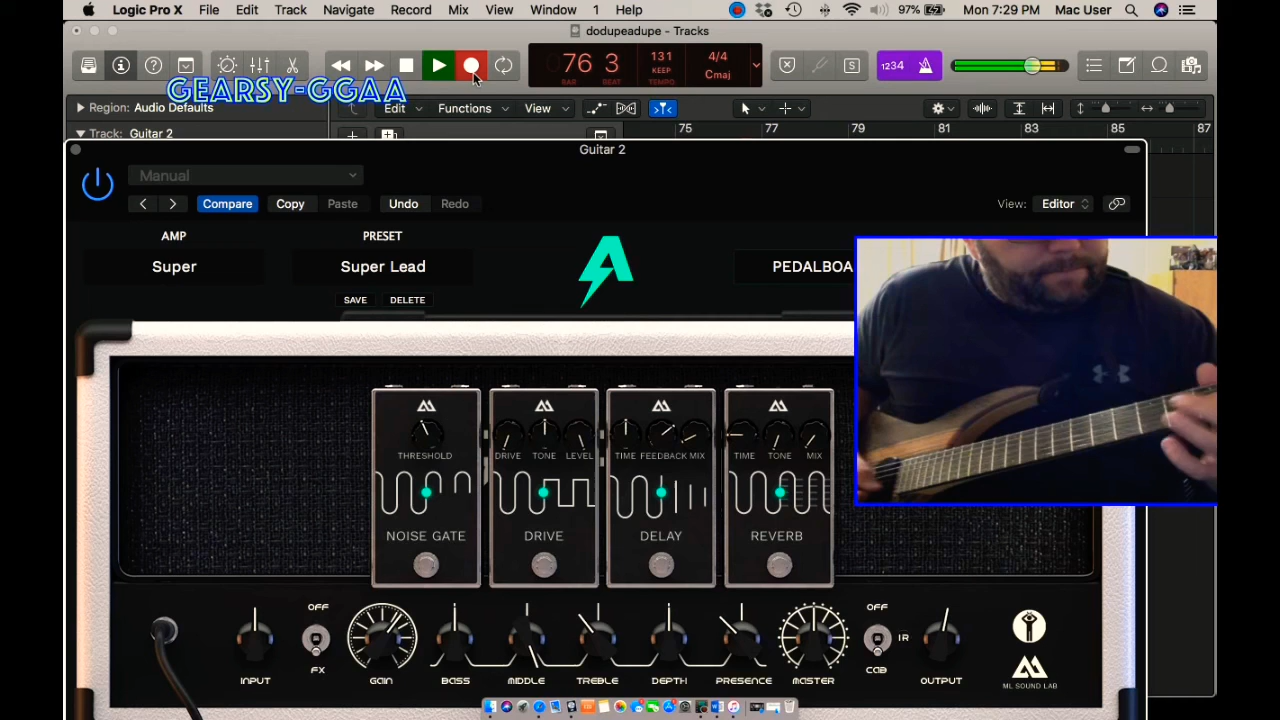 Logic Pro X File Edit Track Navigate Record Mix View Window 1 Help 97% Mon 7:29 PM Mac User
dodupeadupe - Tracks
76 3 131 4/4
BAR BEAT KEEP TEMPO Cmaj
1234
S
GEARSY-GGAA
Region: Audio Defaults Edit Functions View
Track: Guitar 2 75 77 79 81 83 85 87
Guitar 2
Manual
Compare Copy Paste Undo Redo View: Editor
AMP PRESET
Super Super Lead PEDALBOA
SAVE DELETE
THRESHOLD DRIVE TONE LEVEL TIME FEEDBACK MIX TIME TONE MIX
NOISE GATE DRIVE DELAY REVERB
OFF OFF
IR
FX CAB
INPUT GAIN BASS MIDDLE TREBLE DEPTH PRESENCE MASTER OUTPUT
ML SOUND LAB